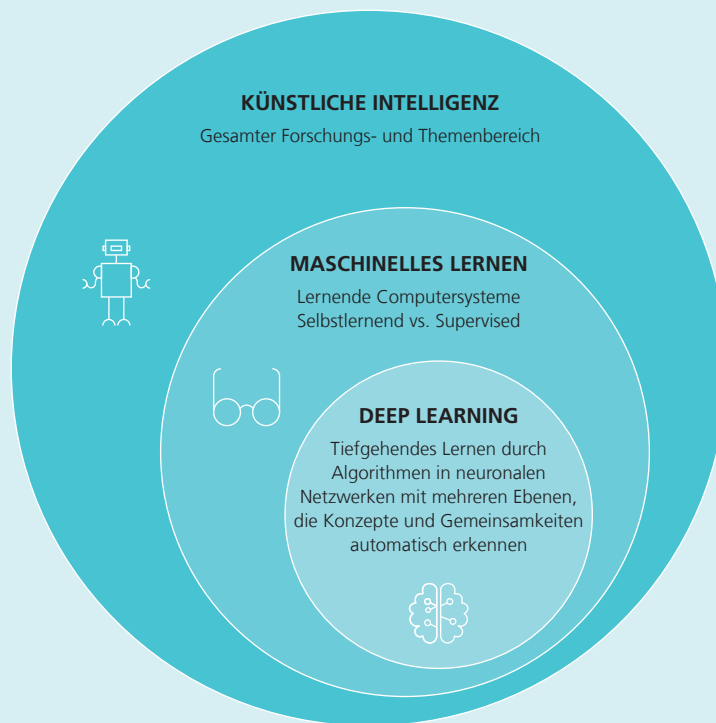 KÜNSTLICHE INTELLIGENZ
Gesamter Forschungs- und Themenbereich
MASCHINELLES LERNEN
Lernende Computersysteme
Selbstlernend vs. Supervised
DEEP LEARNING
Tiefgehendes Lernen durch
Algorithmen in neuronalen
Netzwerken mit mehreren Ebenen,
die Konzepte und Gemeinsamkeiten
automatisch erkennen